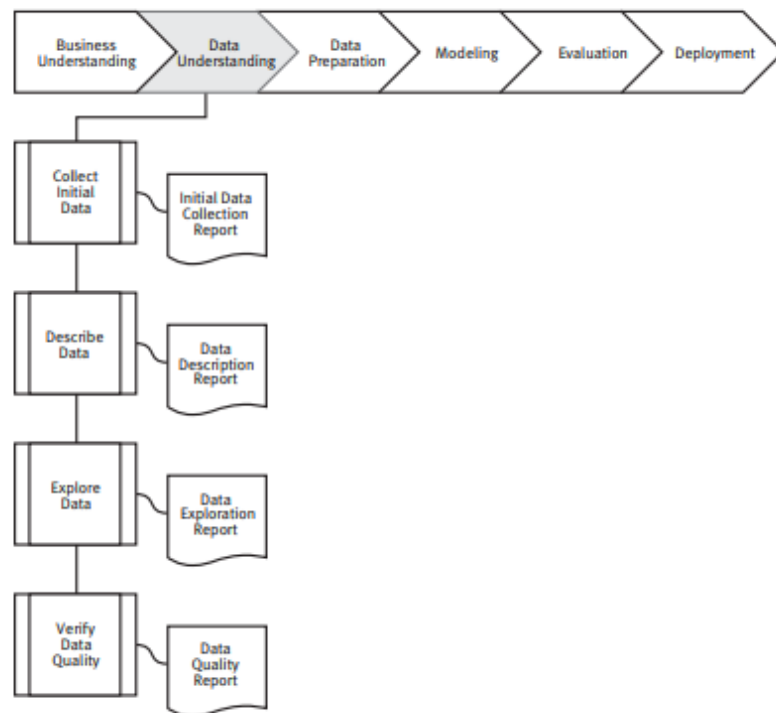 Business
Understanding
Data
Understanding
Data
Preparation
Modeling
Evaluation
Deployment
Collect
Initial
Data
Initial Data
Collection
Report
Describe
Data
Data
Description
Report
Explore
Data
Data
Exploration
Report
Verify
Data
Quality
Data
Quality
Report